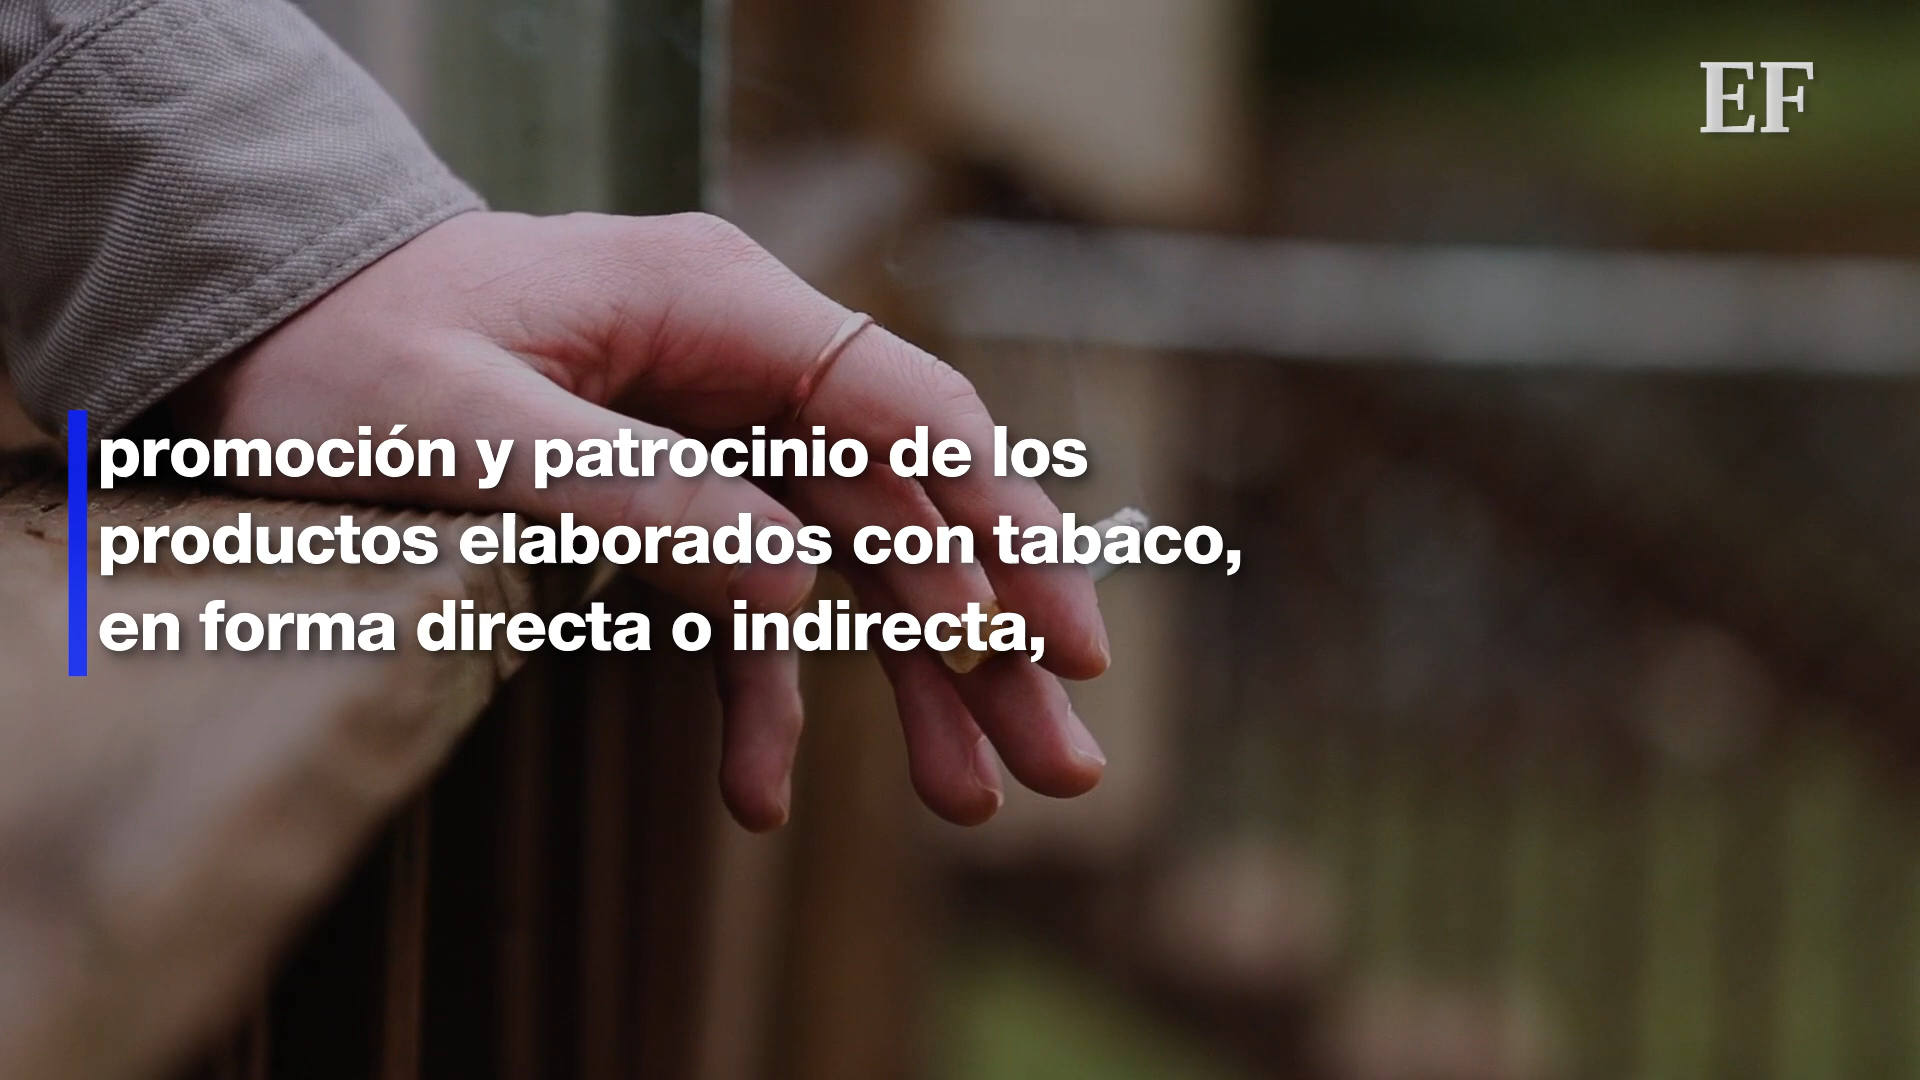 EF
promoción y patrocinio de los
productos elaborados con tabaco,
en forma directa o indirecta,